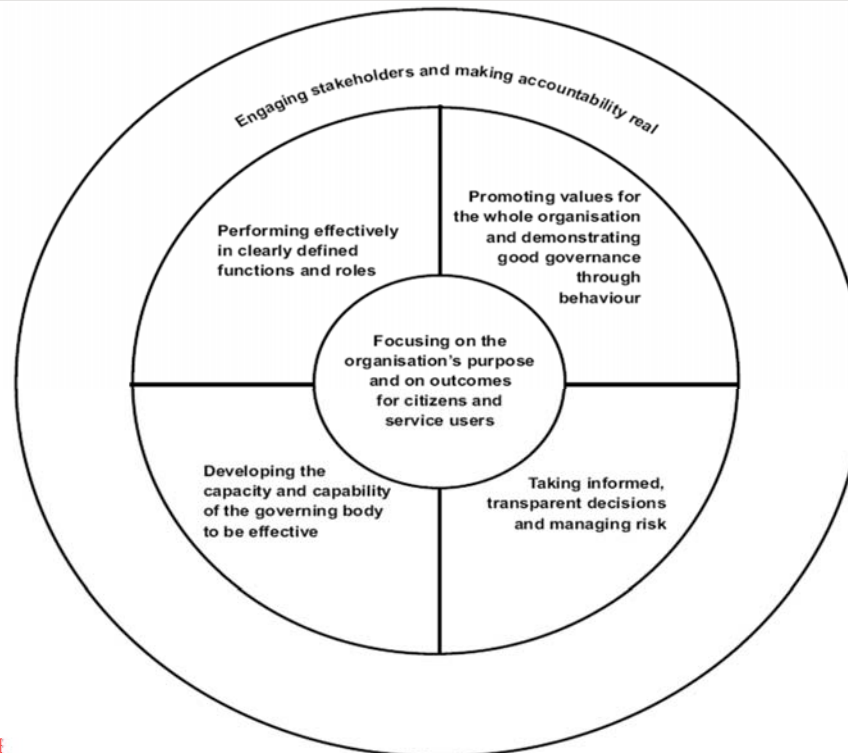 Engaging stakeholders and making accountability real
Performing effectively
in clearly defined
functions and roles
Promoting values for
the whole organisation
and demonstrating
good governance
through
behaviour
Focusing on the
organisation's purpose
and on outcomes
for citizens and
service users
Developing the
capacity and capability
of the governing body
to be effective
Taking informed,
transparent decisions
and managing risk